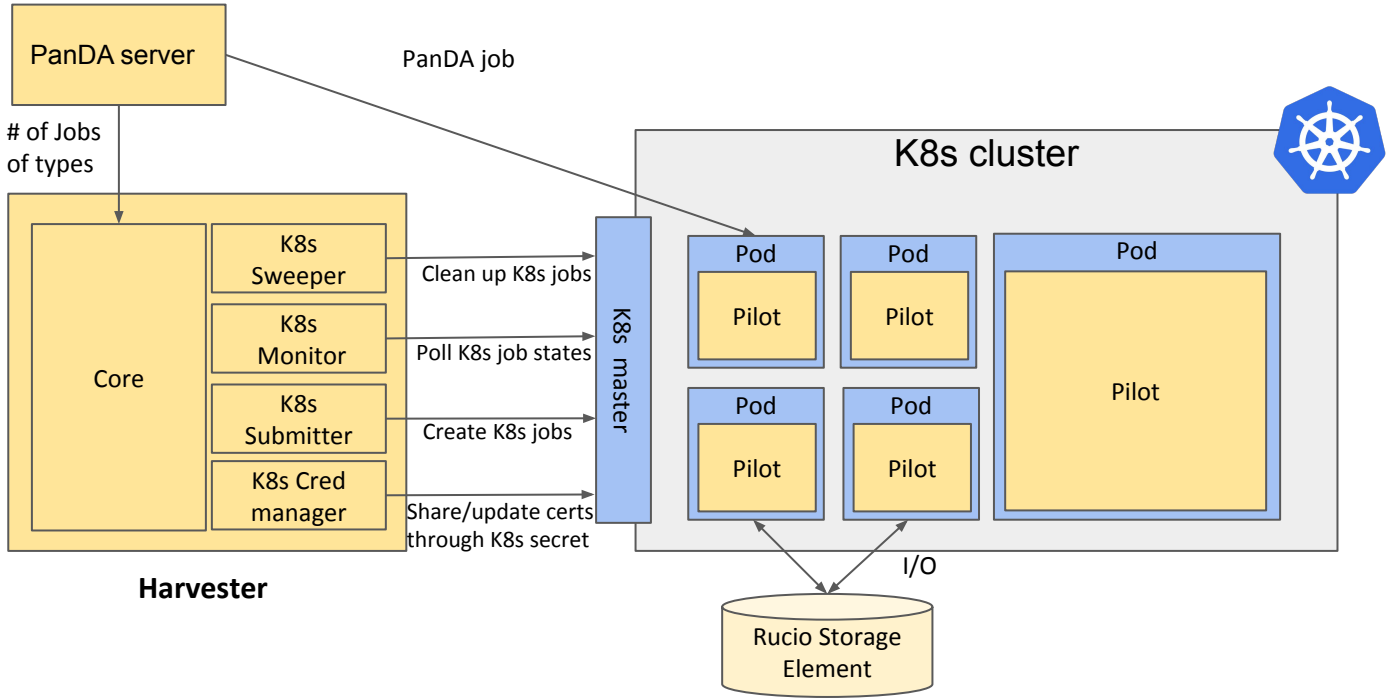 PanDA server
PanDA job
# of Jobs
of types
K8s cluster
Core
K8s
Sweeper
K8s
Monitor
K8s
Submitter
K8s Cred
manager
Clean up K8s jobs
Poll K8s job states
Create K8s jobs
Share/update certs
through K8s secret
K8s master
Pod
Pilot
Pod
Pilot
Pod
Pilot
Pod
Pilot
Pod
Pilot
Harvester
I/O
Rucio Storage
Element